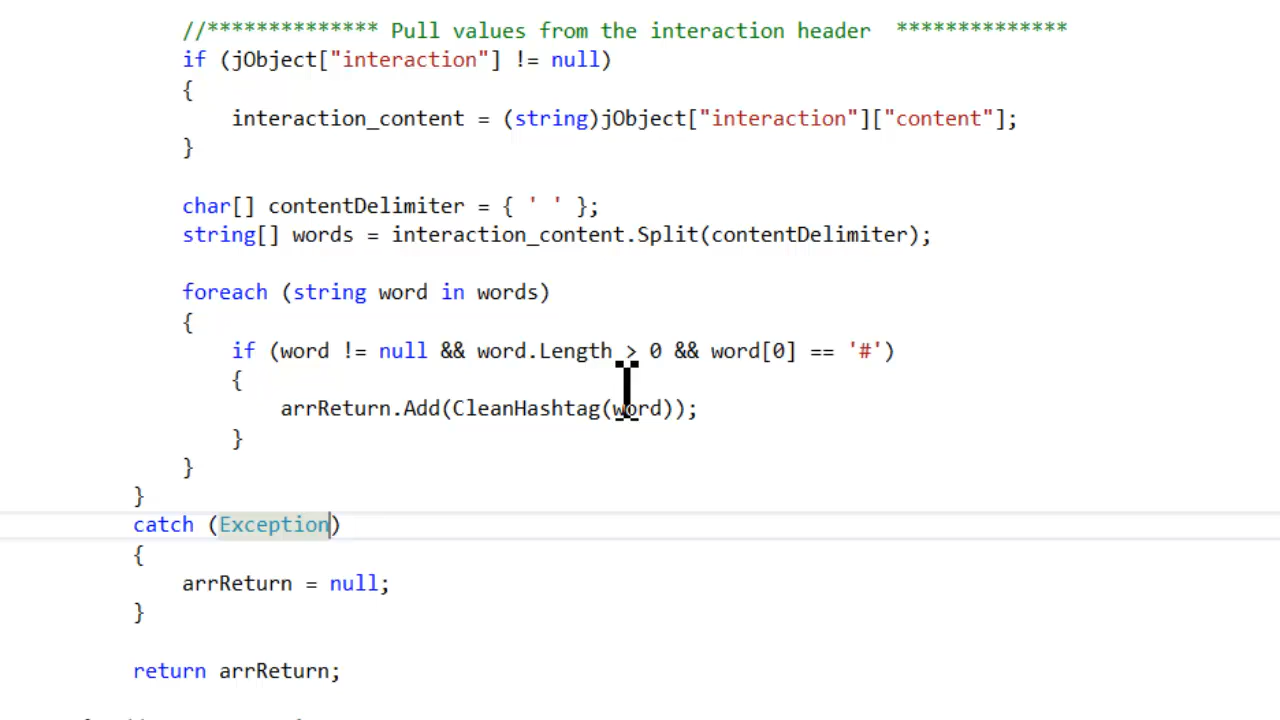 //************** Pull values from the interaction header  **************
if (jObject["interaction"] != null)
{
interaction_content = (string)jObject["interaction"]["content"];
}
char[] contentDelimiter = { ' ' };
string[] words = interaction_content.Split(contentDelimiter);
foreach (string word in words)
{
if (word != null && word.Length > 0 && word[0] == '#')
{
arrReturn.Add(CleanHashtag(word));
}
}
}
catch (Exception)
{
arrReturn = null;
}
return arrReturn;